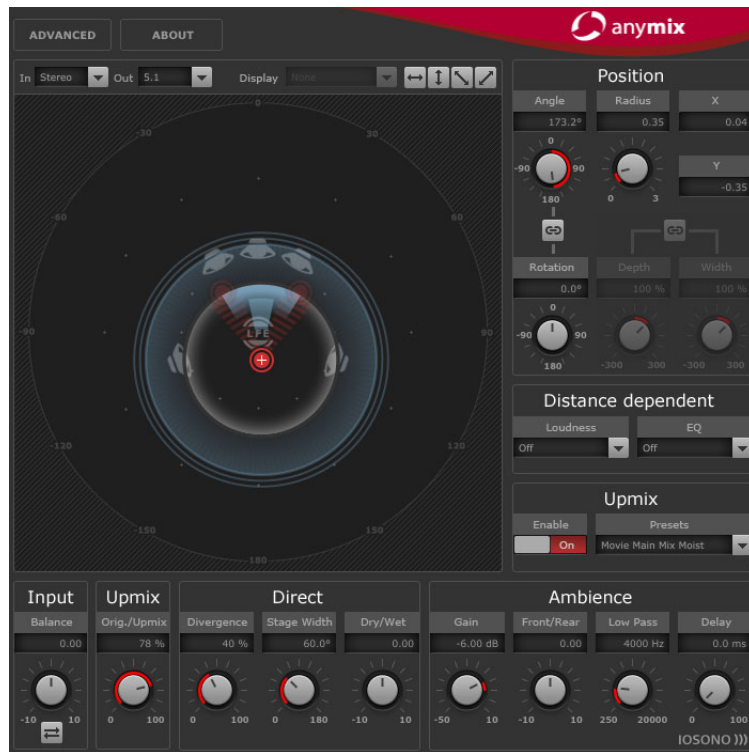 ADVANCED ABOUT anymix
In Stereo Out 5.1 Display None
Position
Angle Radius X
173.2° 0.35 0.04
0
-90 90 Y
180 0 3 -0.35
Rotation Depth Width
0.0° 100 % 100 %
0
-90 90
180 -300 300 -300 300
0
-30 30
-60 60
-90 90
-120 120
-150 150
180
LFE
Distance dependent
Loudness EQ
Off Off
Upmix
Enable Presets
On Movie Main Mix Moist
Input Upmix Direct Ambience
Balance Orig./Upmix Divergence Stage Width Dry/Wet Gain Front/Rear Low Pass Delay
0.00 78 % 40 % 60.0° 0.00 -6.00 dB 0.00 4000 Hz 0.0 ms
-10 10 0 100 0 100 0 180 -10 10 -50 10 -10 10 250 20000 0 100
IOSONO )))